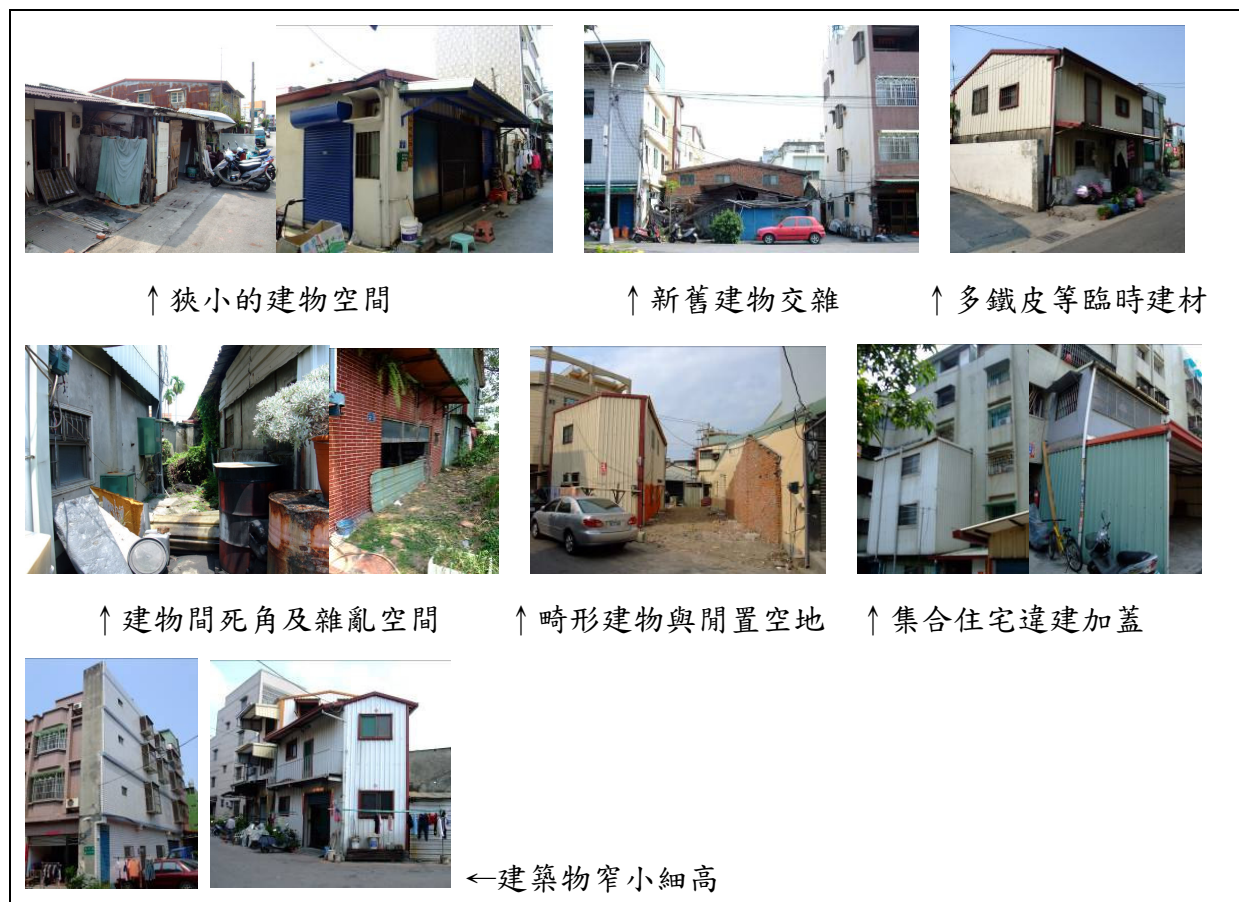 ↑狹小的建物空間 ↑新舊建物交雜 ↑多鐵皮等臨時建材
↑建物間死角及雜亂空間 ↑畸形建物與閒置空地 ↑集合住宅違建加蓋
←建築物窄小細高